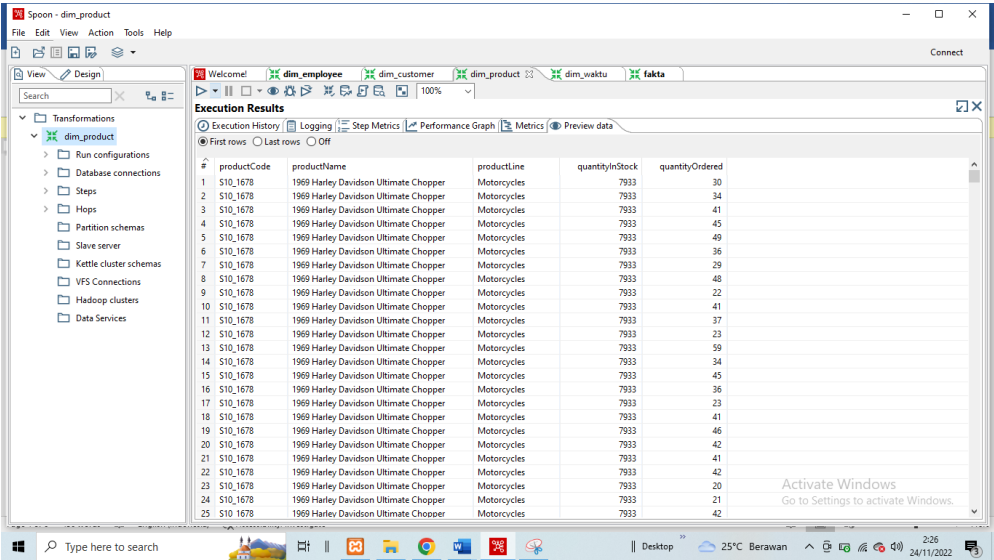 Spoon - dim_product
File Edit View Action Tools Help
Connect
View Design
Welcome! dim_employee dim_customer dim_product dim_waktu fakta
Search
100%
Execution Results
Transformations
dim_product
Run configurations
Database connections
Steps
Hops
Partition schemas
Slave server
Kettle cluster schemas
VFS Connections
Hadoop clusters
Data Services
Execution History Logging Step Metrics Performance Graph Metrics Preview data
First rows Last rows Off
# productCode productName productLine quantityInStock quantityOrdered
1 S10_1678 1969 Harley Davidson Ultimate Chopper Motorcycles 7933 30
2 S10_1678 1969 Harley Davidson Ultimate Chopper Motorcycles 7933 34
3 S10_1678 1969 Harley Davidson Ultimate Chopper Motorcycles 7933 41
4 S10_1678 1969 Harley Davidson Ultimate Chopper Motorcycles 7933 45
5 S10_1678 1969 Harley Davidson Ultimate Chopper Motorcycles 7933 49
6 S10_1678 1969 Harley Davidson Ultimate Chopper Motorcycles 7933 36
7 S10_1678 1969 Harley Davidson Ultimate Chopper Motorcycles 7933 29
8 S10_1678 1969 Harley Davidson Ultimate Chopper Motorcycles 7933 48
9 S10_1678 1969 Harley Davidson Ultimate Chopper Motorcycles 7933 22
10 S10_1678 1969 Harley Davidson Ultimate Chopper Motorcycles 7933 41
11 S10_1678 1969 Harley Davidson Ultimate Chopper Motorcycles 7933 37
12 S10_1678 1969 Harley Davidson Ultimate Chopper Motorcycles 7933 23
13 S10_1678 1969 Harley Davidson Ultimate Chopper Motorcycles 7933 59
14 S10_1678 1969 Harley Davidson Ultimate Chopper Motorcycles 7933 34
15 S10_1678 1969 Harley Davidson Ultimate Chopper Motorcycles 7933 45
16 S10_1678 1969 Harley Davidson Ultimate Chopper Motorcycles 7933 36
17 S10_1678 1969 Harley Davidson Ultimate Chopper Motorcycles 7933 23
18 S10_1678 1969 Harley Davidson Ultimate Chopper Motorcycles 7933 41
19 S10_1678 1969 Harley Davidson Ultimate Chopper Motorcycles 7933 46
20 S10_1678 1969 Harley Davidson Ultimate Chopper Motorcycles 7933 42
21 S10_1678 1969 Harley Davidson Ultimate Chopper Motorcycles 7933 41
22 S10_1678 1969 Harley Davidson Ultimate Chopper Motorcycles 7933 42
23 S10_1678 1969 Harley Davidson Ultimate Chopper Motorcycles 7933 20
24 S10_1678 1969 Harley Davidson Ultimate Chopper Motorcycles 7933 21
25 S10_1678 1969 Harley Davidson Ultimate Chopper Motorcycles 7933 42
Activate Windows
Go to Settings to activate Windows.
Type here to search
Desktop
25°C Berawan
2:26
24/11/2022
3